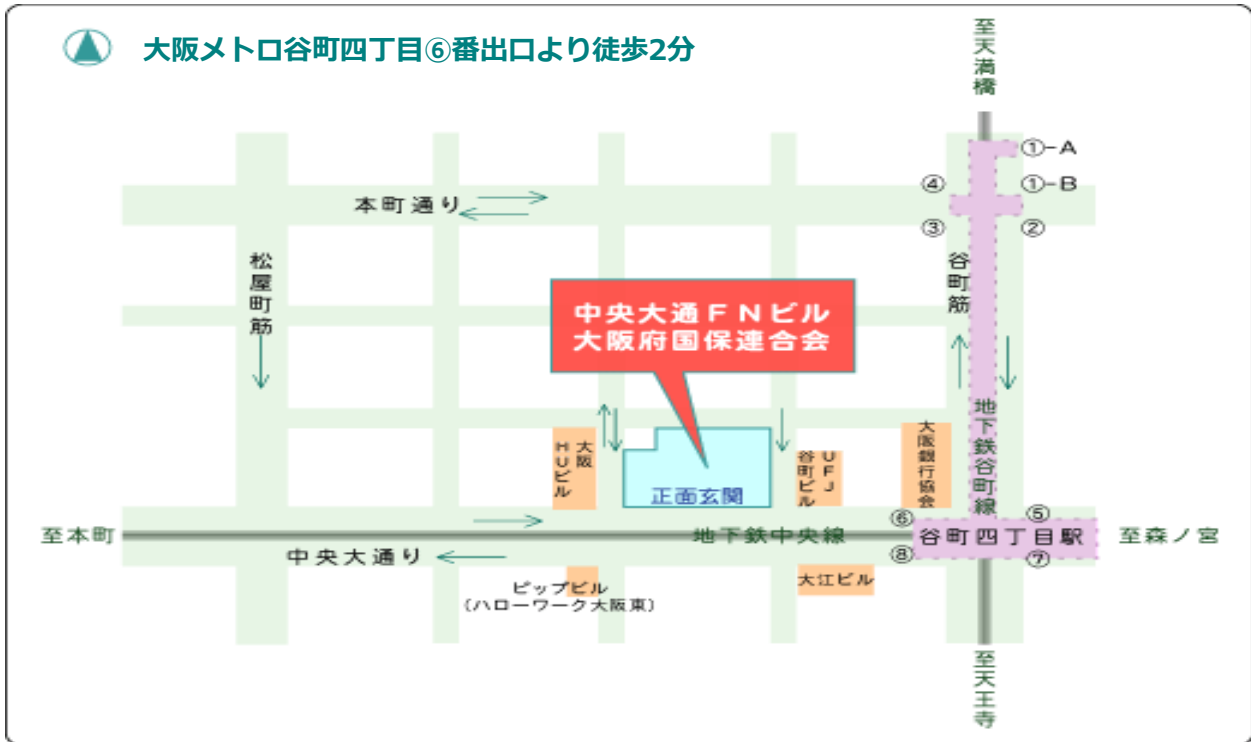 大阪メトロ谷町四丁目⑥番出口より徒歩2分
至天満橋
①-A
④
①-B
本町通り
③
②
松屋町筋
谷町筋
中央大通FNビル
大阪府国保連合会
地下鉄谷町線
大阪
HUビル
正面玄関
UFJ
谷町ビル
大阪銀行協会
⑥
⑤
至本町
地下鉄中央線
谷町四丁目駅
至森ノ宮
中央大通り
⑧
⑦
ピップビル
(ハローワーク大阪東)
大江ビル
至天王寺